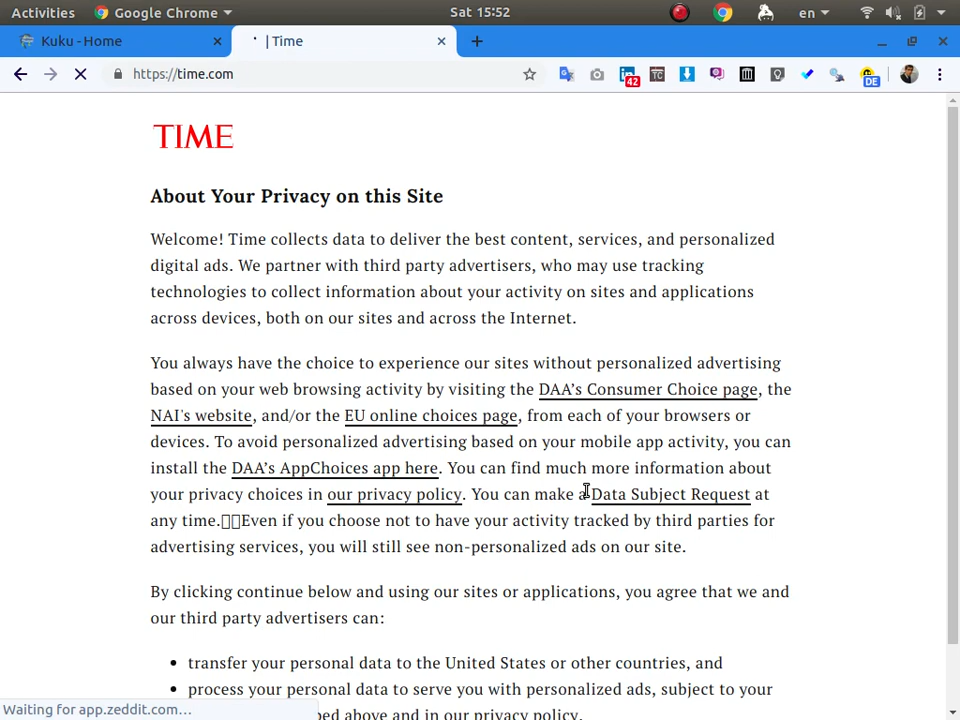 Activities Google Chrome Sat 15:52 en
Kuku - Home | Time
https://time.com 42 TC DE
TIME
About Your Privacy on this Site
Welcome! Time collects data to deliver the best content, services, and personalized
digital ads. We partner with third party advertisers, who may use tracking
technologies to collect information about your activity on sites and applications
across devices, both on our sites and across the Internet.
You always have the choice to experience our sites without personalized advertising
based on your web browsing activity by visiting the DAA’s Consumer Choice page, the
NAI's website, and/or the EU online choices page, from each of your browsers or
devices. To avoid personalized advertising based on your mobile app activity, you can
install the DAA’s AppChoices app here. You can find much more information about
your privacy choices in our privacy policy. You can make a Data Subject Request at
any time. Even if you choose not to have your activity tracked by third parties for
advertising services, you will still see non-personalized ads on our site.
By clicking continue below and using our sites or applications, you agree that we and
our third party advertisers can:
• transfer your personal data to the United States or other countries, and
• process your personal data to serve you with personalized ads, subject to your
bed above and in our privacy policy.
Waiting for app.zeddit.com...